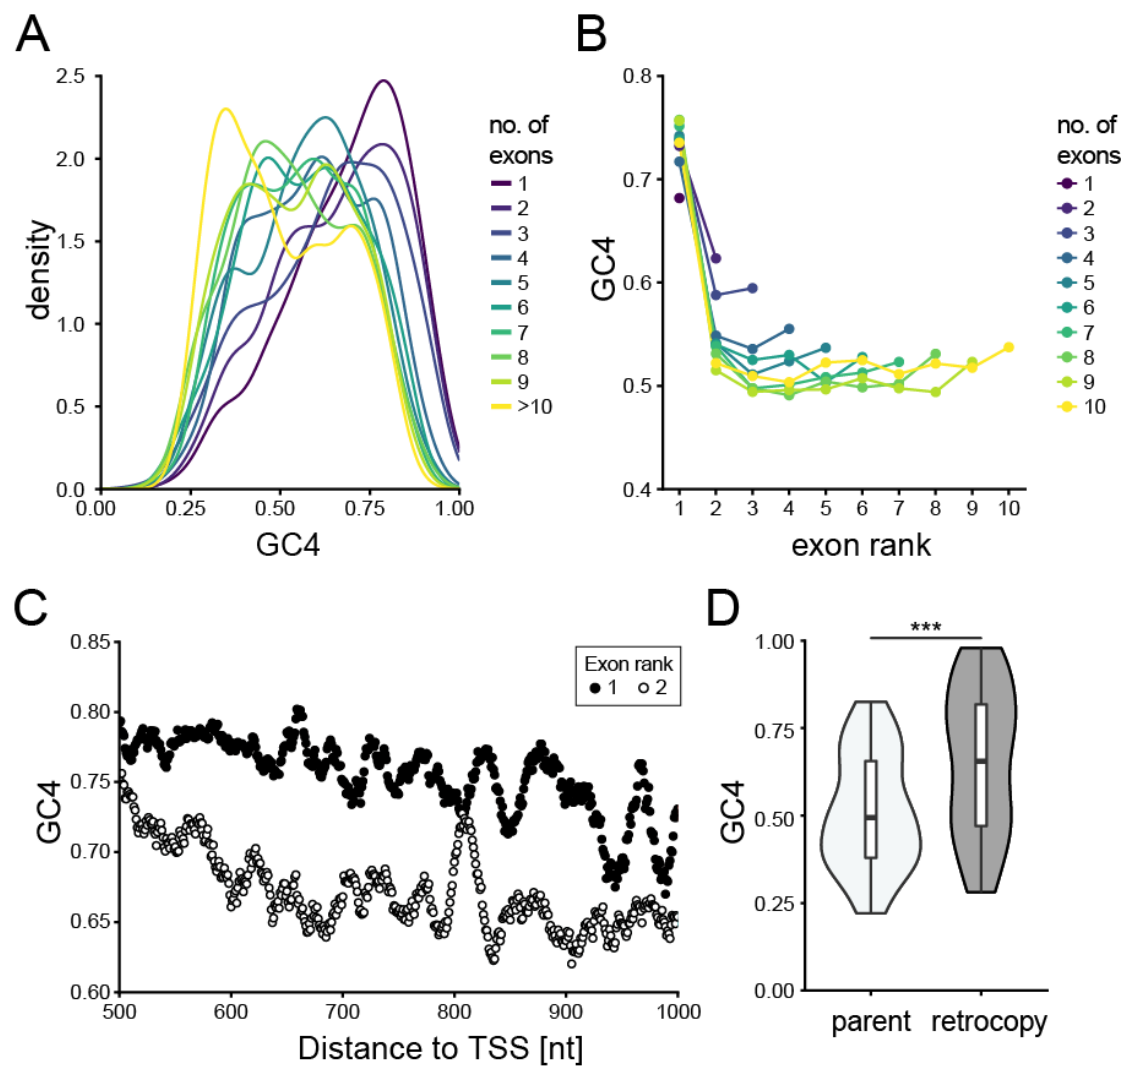 A
2.5
2.0
1.5
1.0
0.5
0.0
density
0.00
0.25
0.50
0.75
1.00
GC4
no. of
exons
1
2
3
4
5
6
7
8
9
>10
B
0.8
0.7
0.6
0.5
0.4
GC4
1 2 3 4 5 6 7 8 9 10
exon rank
no. of
exons
1
2
3
4
5
6
7
8
9
10
C
0.85
0.80
0.75
0.70
0.65
0.60
GC4
Exon rank
1 2
500 600 700 800 900 1000
Distance to TSS [nt]
D
***
1.00
0.75
0.50
0.25
0.00
GC4
parent retrocopy